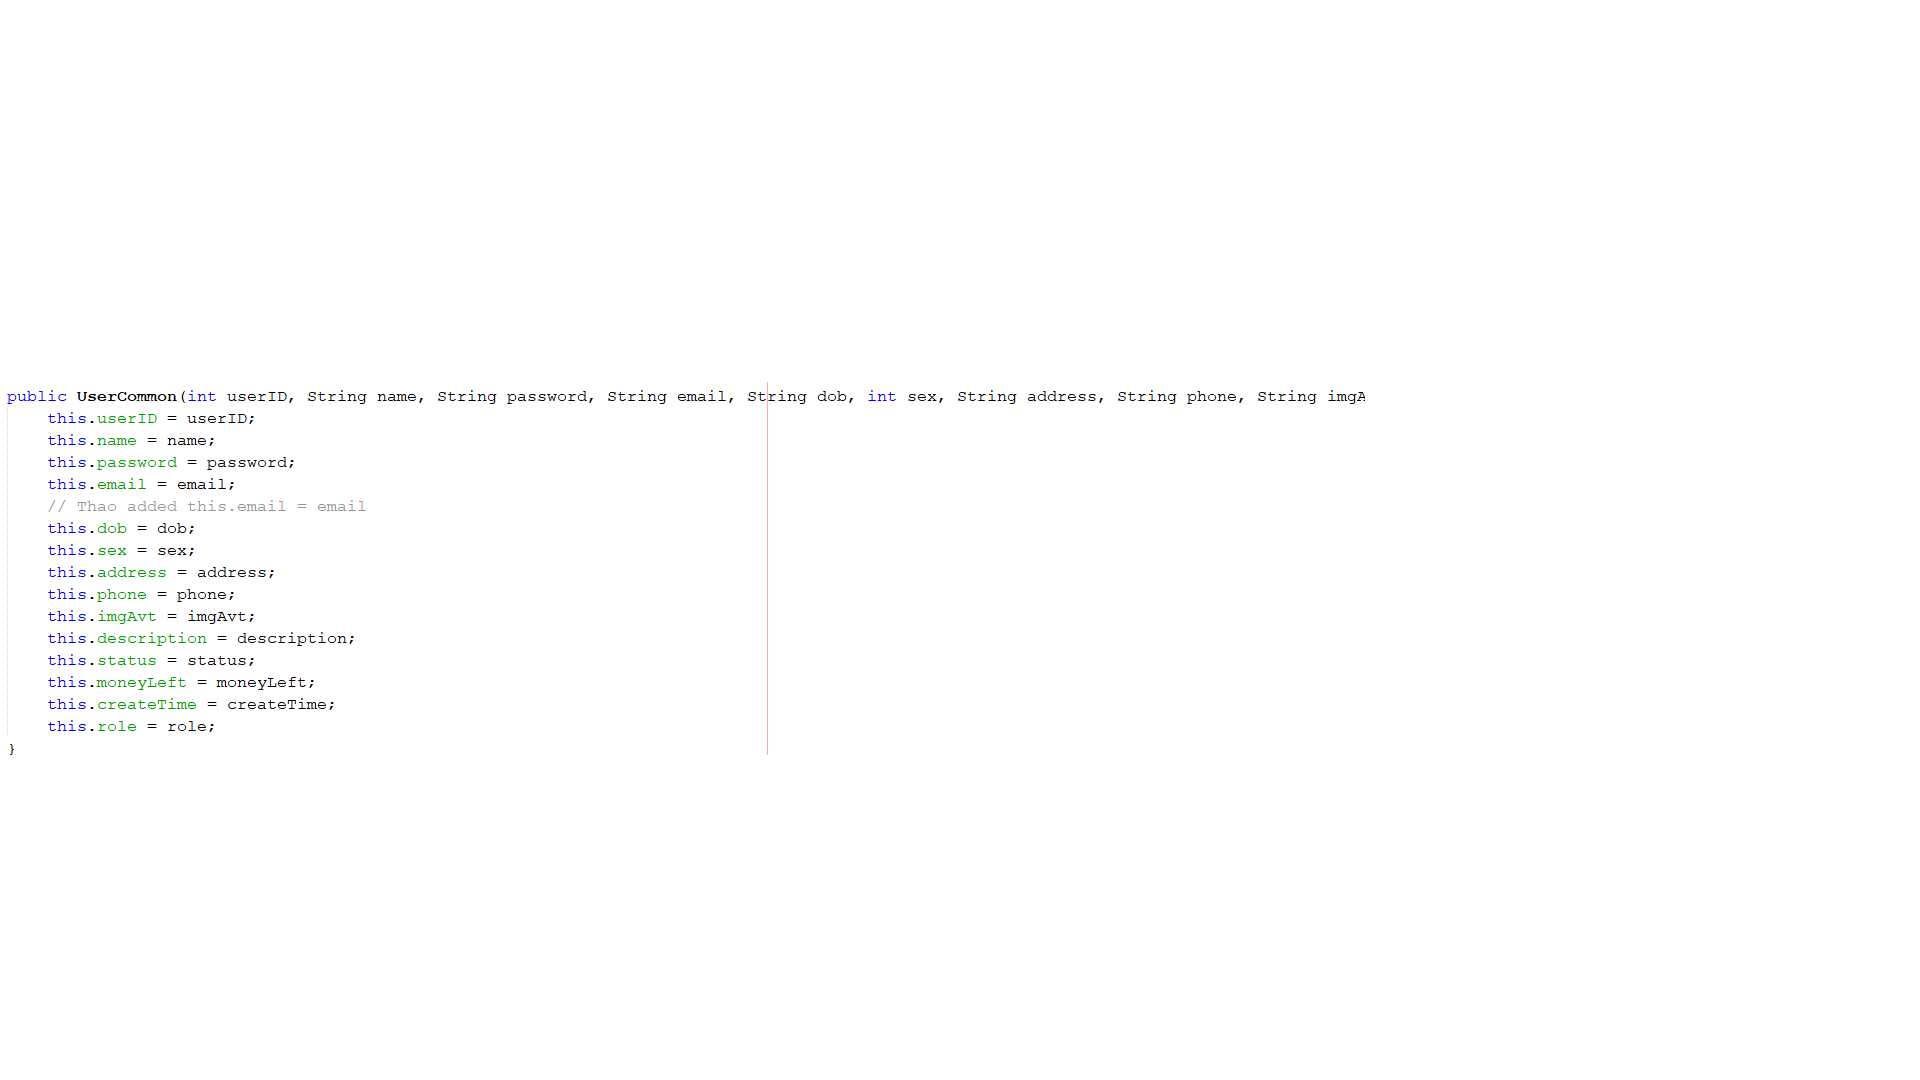 public UserCommon(int userID, String name, String password, String email, String dob, int sex, String address, String phone, String imgA
this.userID = userID;
this.name = name;
this.password = password;
this.email = email;
// Thao added this.email = email
this.dob = dob;
this.sex = sex;
this.address = address;
this.phone = phone;
this.imgAvt = imgAvt;
this.description = description;
this.status = status;
this.moneyLeft = moneyLeft;
this.createTime = createTime;
this.role = role;
}